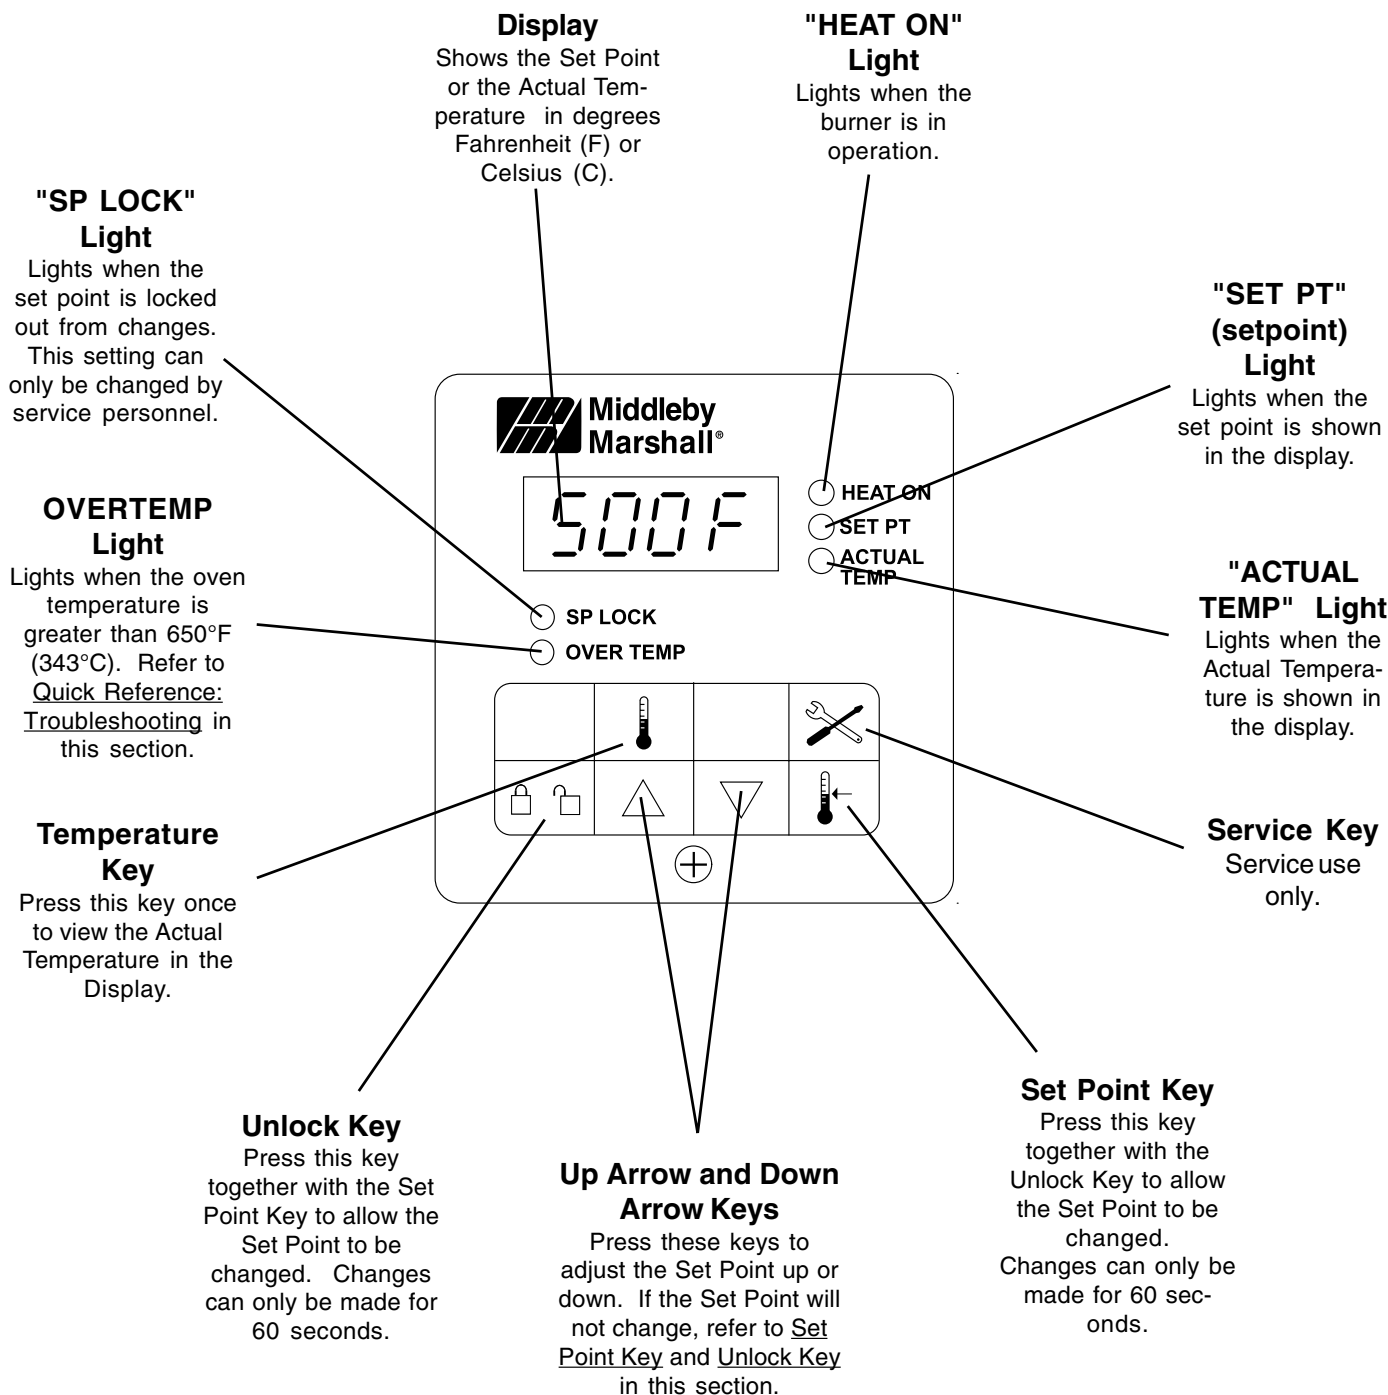 Display
Shows the Set Point
or the Actual Tem-
perature in degrees
Fahrenheit (F) or
Celsius (C).
"HEAT ON"
Light
Lights when the
burner is in
operation.
"SP LOCK"
Light
Lights when the
set point is locked
out from changes.
This setting can
only be changed by
service personnel.
"SET PT"
(setpoint)
Light
Lights when the
set point is shown
in the display.
OVERTEMP
Light
Lights when the oven
temperature is
greater than 650°F
(343°C). Refer to
Quick Reference:
Troubleshooting in
this section.
Middleby
Marshall®
500F
HEAT ON
SET PT
ACTUAL
TEMP
SP LOCK
OVER TEMP
"ACTUAL
TEMP" Light
Lights when the
Actual Tempera-
ture is shown in
the display.
Temperature
Key
Press this key once
to view the Actual
Temperature in the
Display.
Service Key
Service use
only.
Unlock Key
Press this key
together with the Set
Point Key to allow the
Set Point to be
changed. Changes
can only be made for
60 seconds.
Up Arrow and Down
Arrow Keys
Press these keys to
adjust the Set Point up or
down. If the Set Point will
not change, refer to Set
Point Key and Unlock Key
in this section.
Set Point Key
Press this key
together with the
Unlock Key to allow
the Set Point to be
changed.
Changes can only be
made for 60 sec-
onds.